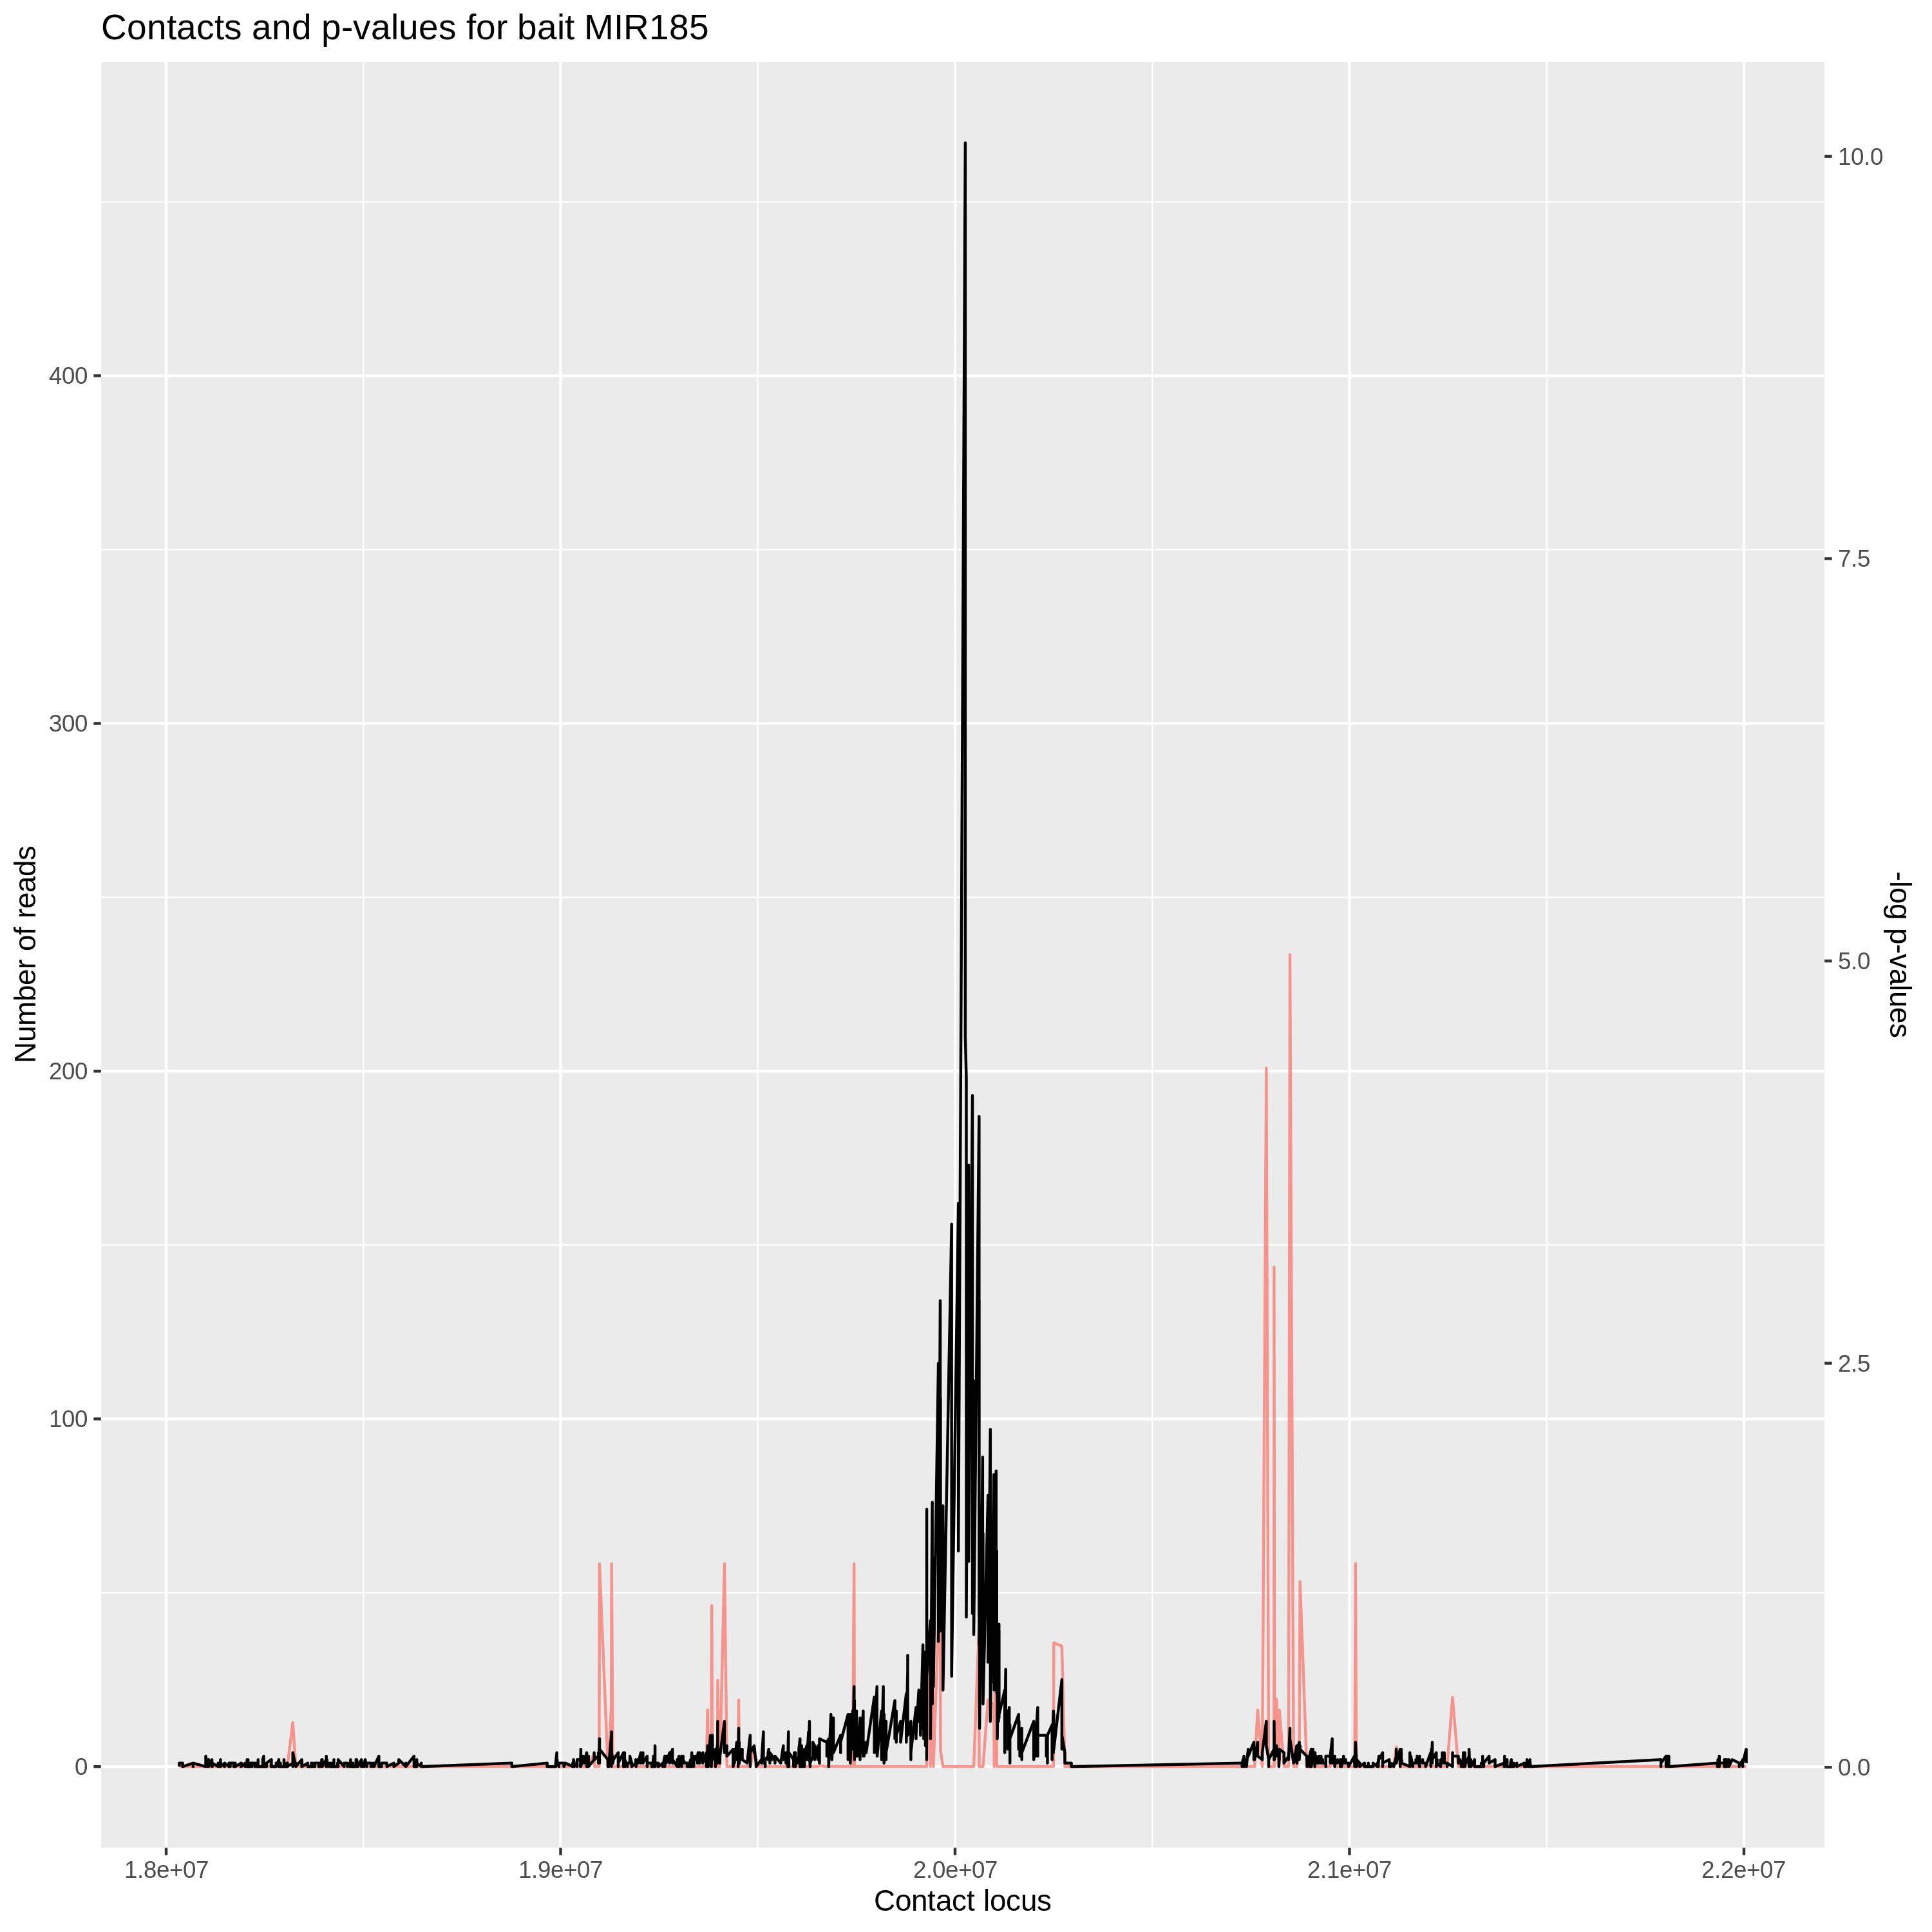 Contacts and p-values for bait MIR185
Number of reads
400
300
200
100
0
10.0
7.5
5.0
2.5
0.0
-log p-values
1.8e+07
1.9e+07
2.0e+07
2.1e+07
2.2e+07
Contact locus